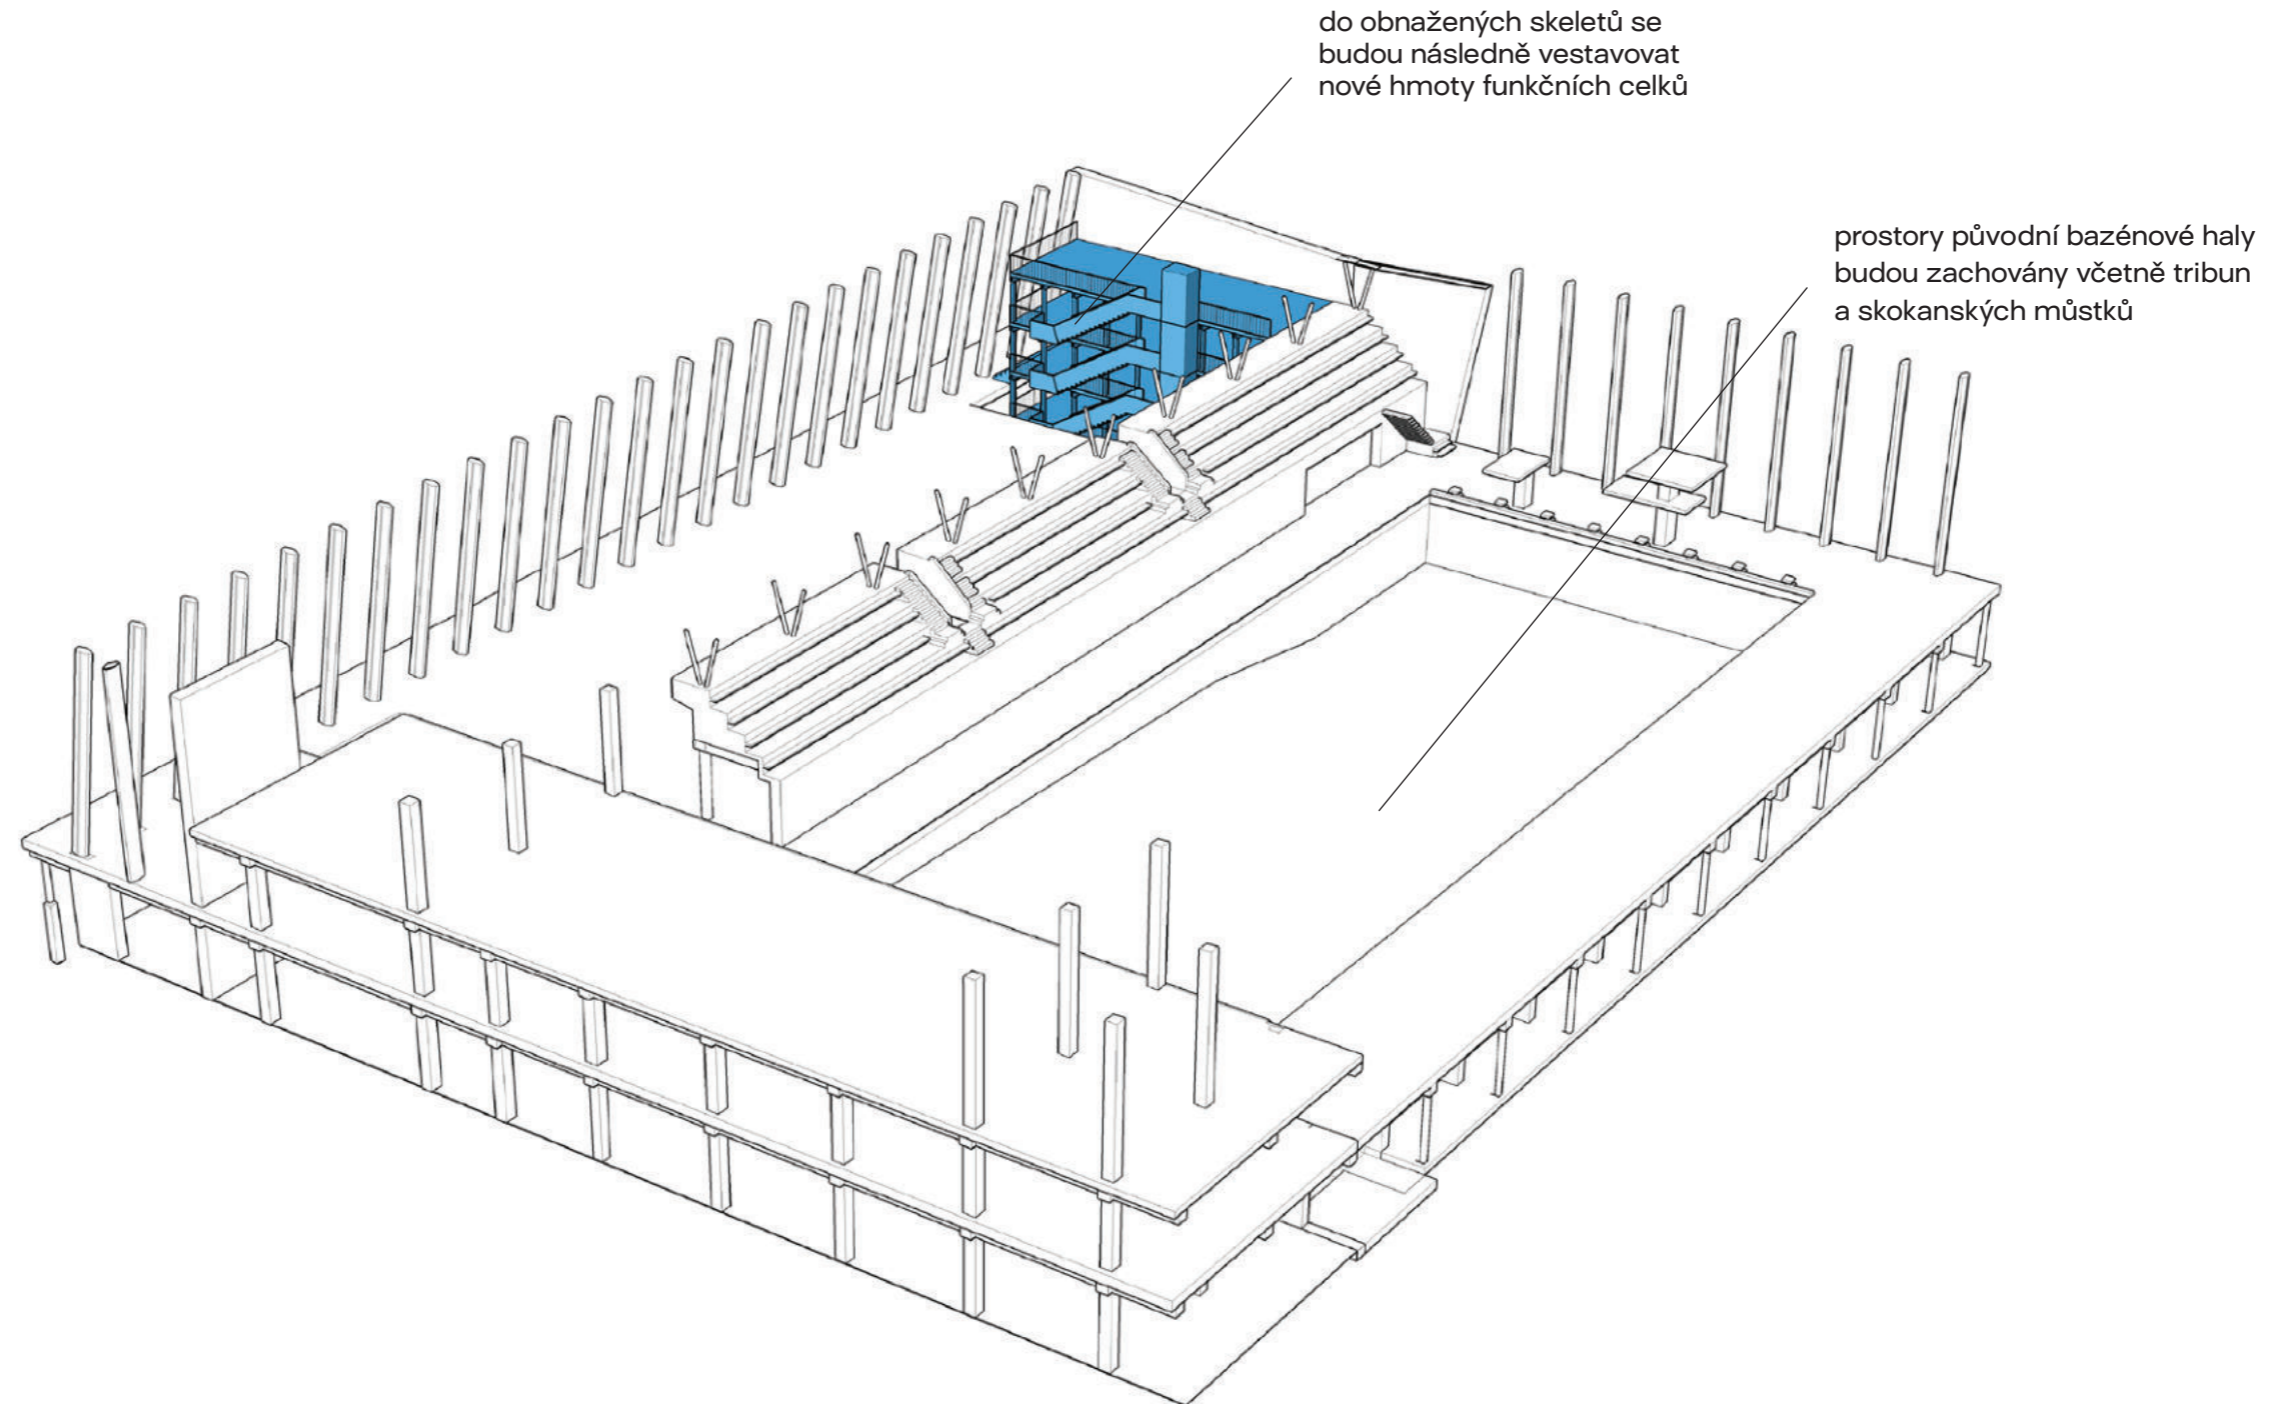 do obnažených skeletů se
budou následně vestavovat
nové hmoty funkčních celků
prostory původní bazénové haly
budou zachovány včetně tribun
a skokanských můstků